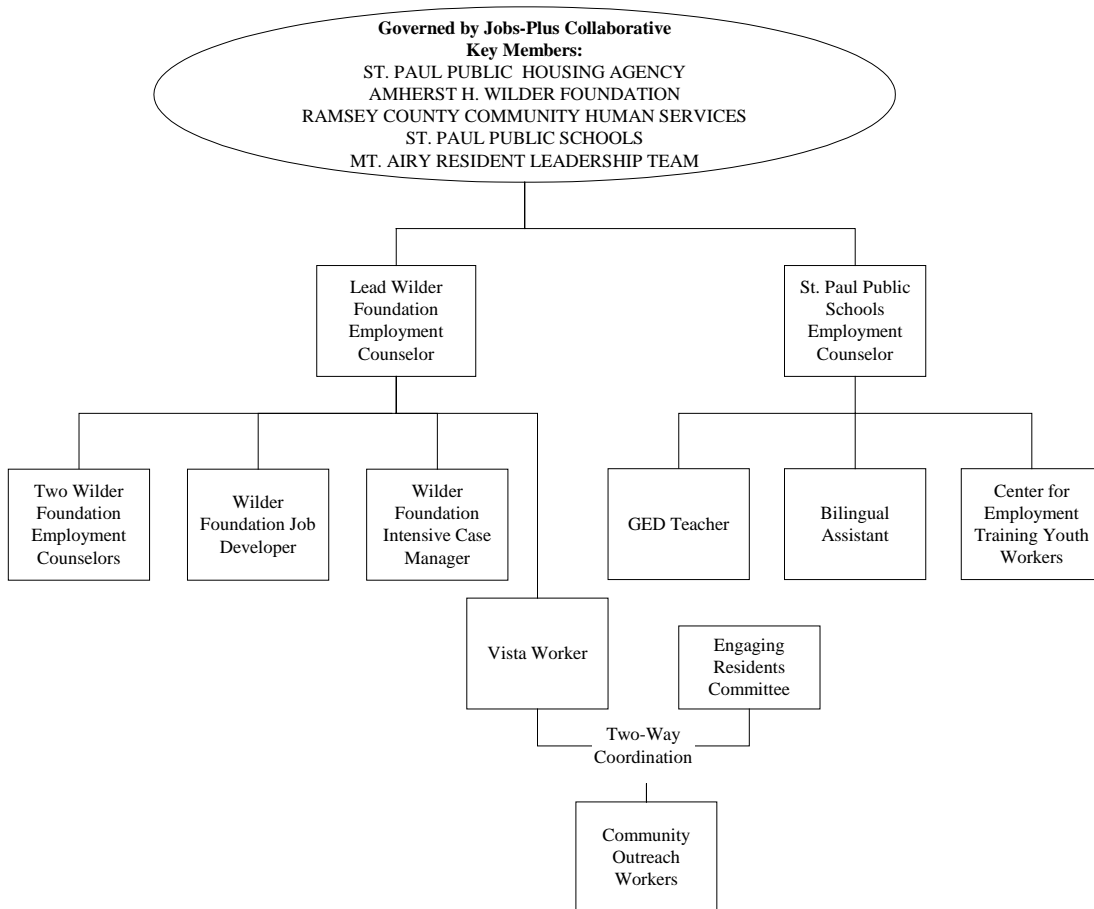 Governed by Jobs-Plus Collaborative
Key Members:
ST. PAUL PUBLIC HOUSING AGENCY
AMHERST H. WILDER FOUNDATION
RAMSEY COUNTY COMMUNITY HUMAN SERVICES
ST. PAUL PUBLIC SCHOOLS
MT. AIRY RESIDENT LEADERSHIP TEAM
Lead Wilder
Foundation
Employment
Counselor
St. Paul Public
Schools
Employment
Counselor
Two Wilder
Foundation
Employment
Counselors
Wilder
Foundation Job
Developer
Wilder
Foundation
Intensive Case
Manager
GED Teacher
Bilingual
Assistant
Center for
Employment
Training Youth
Workers
Vista Worker
Engaging
Residents
Committee
Two-Way
Coordination
Community
Outreach
Workers